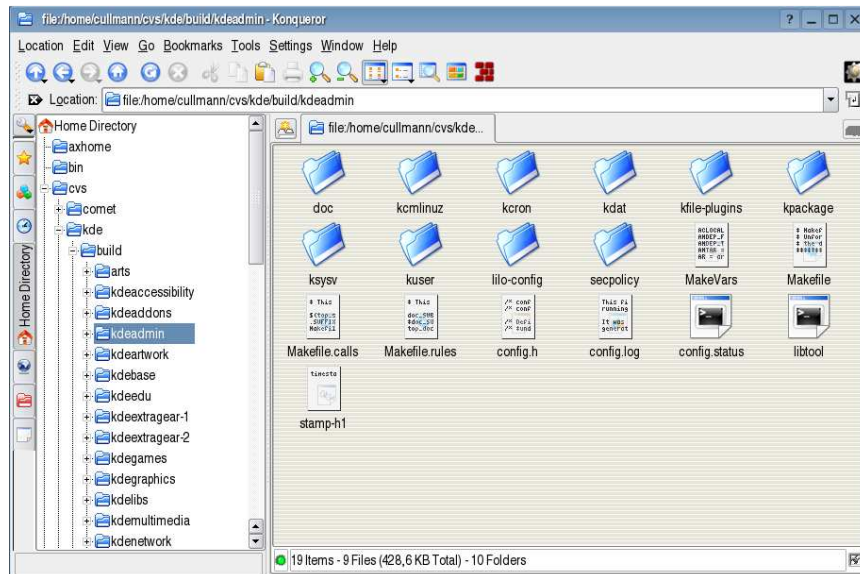 file:/home/cullmann/cvs/kde/build/kdeadmin - Konqueror
Location Edit View Go Bookmarks Tools Settings Window Help
Location: file:/home/cullmann/cvs/kde/build/kdeadmin
Home Directory
Home Directory
axhome
bin
cvs
comet
kde
build
arts
kdeaccessibility
kdeaddons
kdeadmin
kdeartwork
kdebase
kdeedu
kdeextragear-1
kdeextragear-2
kdegames
kdegraphics
kdelibs
kdemultimedia
kdenetwork
file:/home/cullmann/cvs/kde...
doc kcmlinuz kcron kdat kfile-plugins kpackage
ksysv kuser lilo-config secpolicy MakeVars Makefile
Makefile.calls Makefile.rules config.h config.log config.status libtool
stamp-h1
19 Items - 9 Files (428,6 KB Total) - 10 Folders